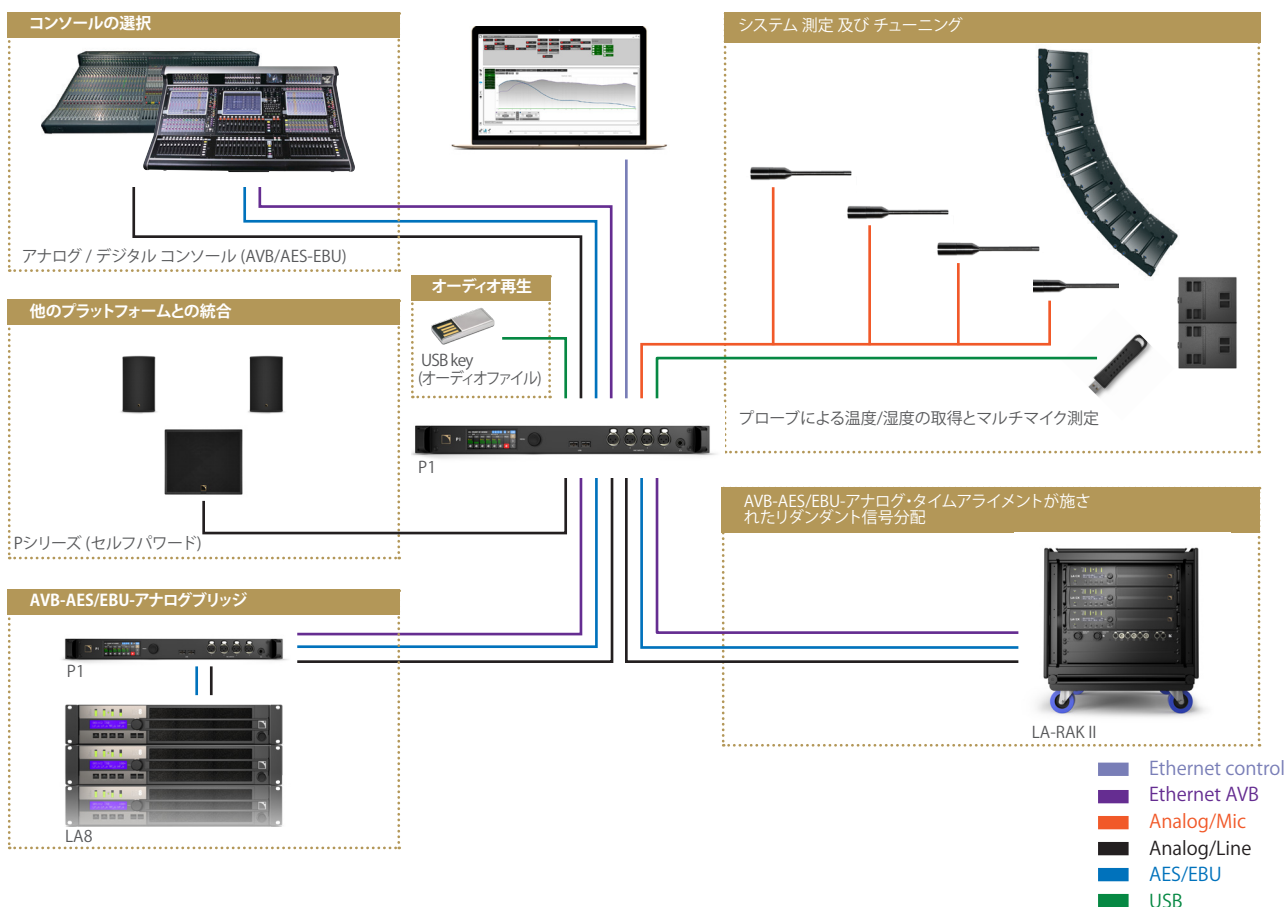 コンソールの選択
アナログ / デジタル コンソール (AVB/AES-EBU)
システム 測定 及び チューニング
プローブによる温度/湿度の取得とマルチマイク測定
他のプラットフォームとの統合
Pシリーズ (セルフパワード)
オーディオ再生
USB key
(オーディオファイル)
P1
AVB-AES/EBU-アナログブリッジ
P1
LA8
AVB-AES/EBU-アナログ・タイムアライメントが施さ
れたリダンダント信号分配
LA-RAK II
Ethernet control
Ethernet AVB
Analog/Mic
Analog/Line
AES/EBU
USB